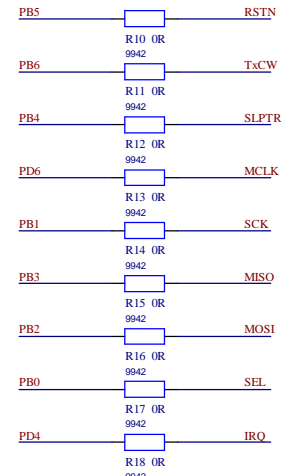 PB5 RSTN
R10 0R
9942
PB6 TxCW
R11 0R
9942
PB4 SLPTR
R12 0R
9942
PD6 MCLK
R13 0R
9942
PB1 SCK
R14 0R
9942
PB3 MISO
R15 0R
9942
PB2 MOSI
R16 0R
9942
PB0 SEL
R17 0R
9942
PD4 IRQ
R18 0R
9942